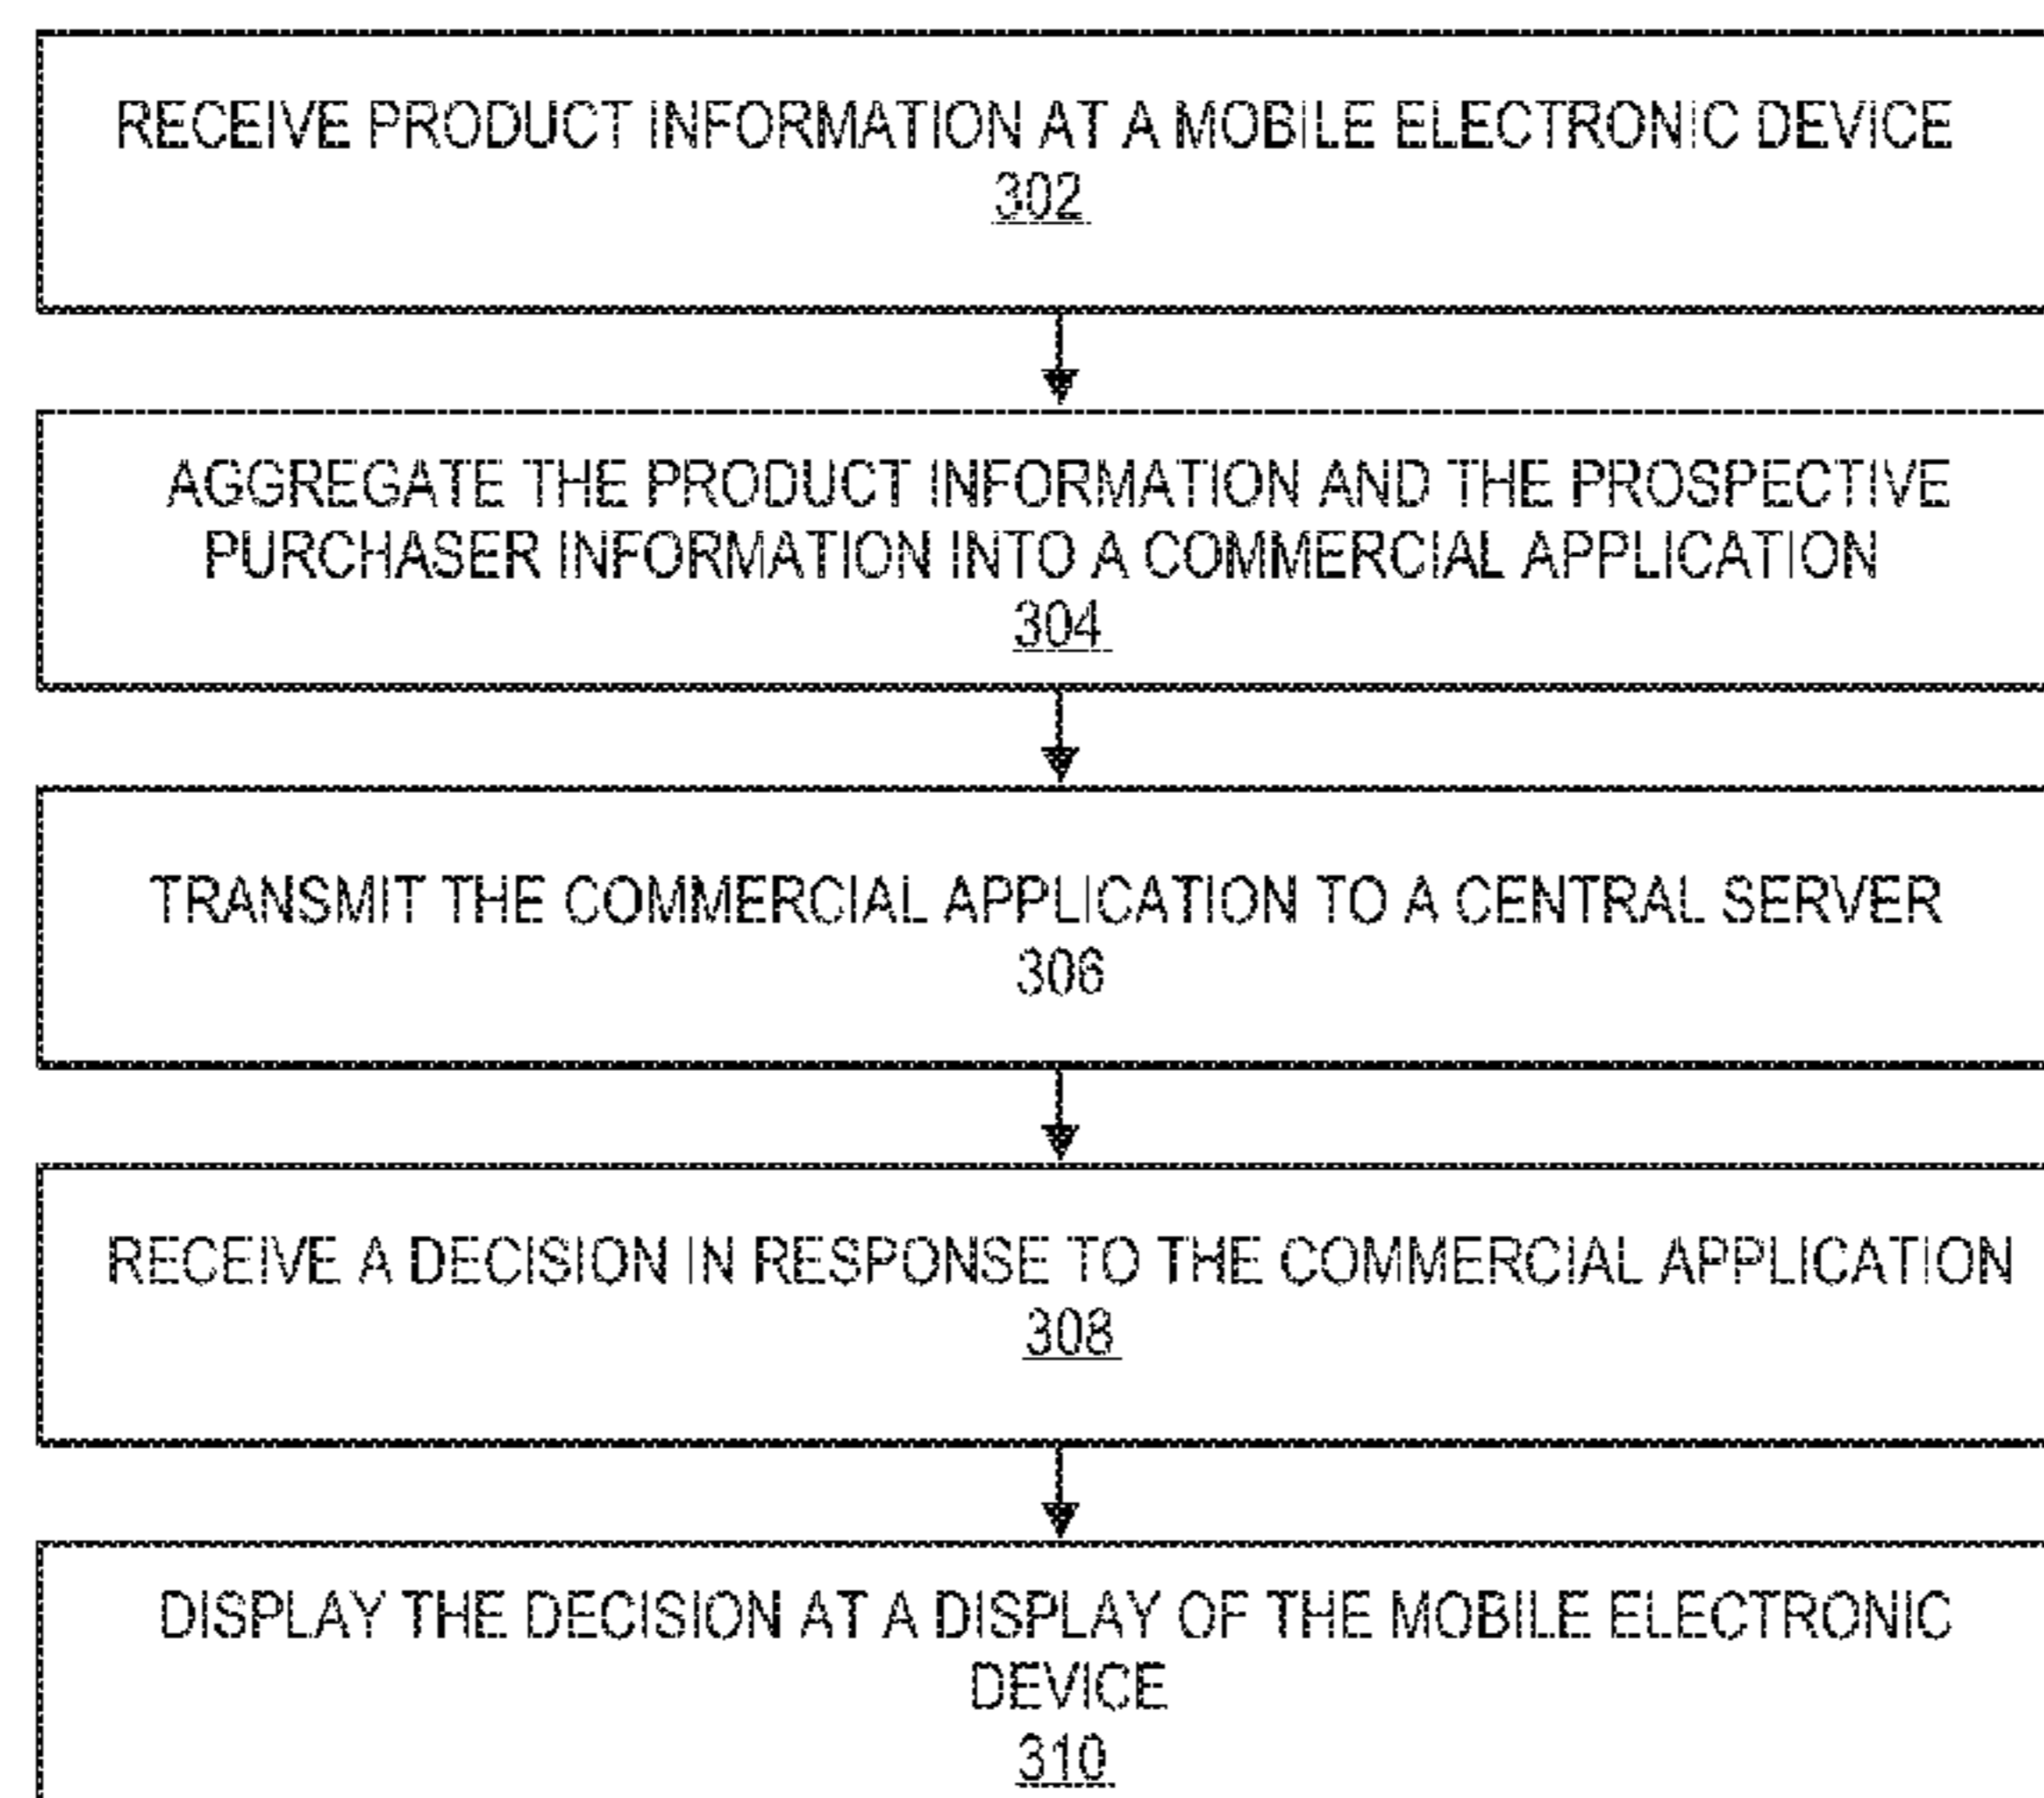 RECEIVE PRODUCT INFORMATION AT A MOBILE ELECTRONIC DEVICE
302
AGGREGATE THE PRODUCT INFORMATION AND THE PROSPECTIVE
PURCHASER INFORMATION INTO A COMMERCIAL APPLICATION
304
TRANSMIT THE COMMERCIAL APPLICATION TO A CENTRAL SERVER
306
RECEIVE A DECISION IN RESPONSE TO THE COMMERCIAL APPLICATION
308
DISPLAY THE DECISION AT A DISPLAY OF THE MOBILE ELECTRONIC
DEVICE
310